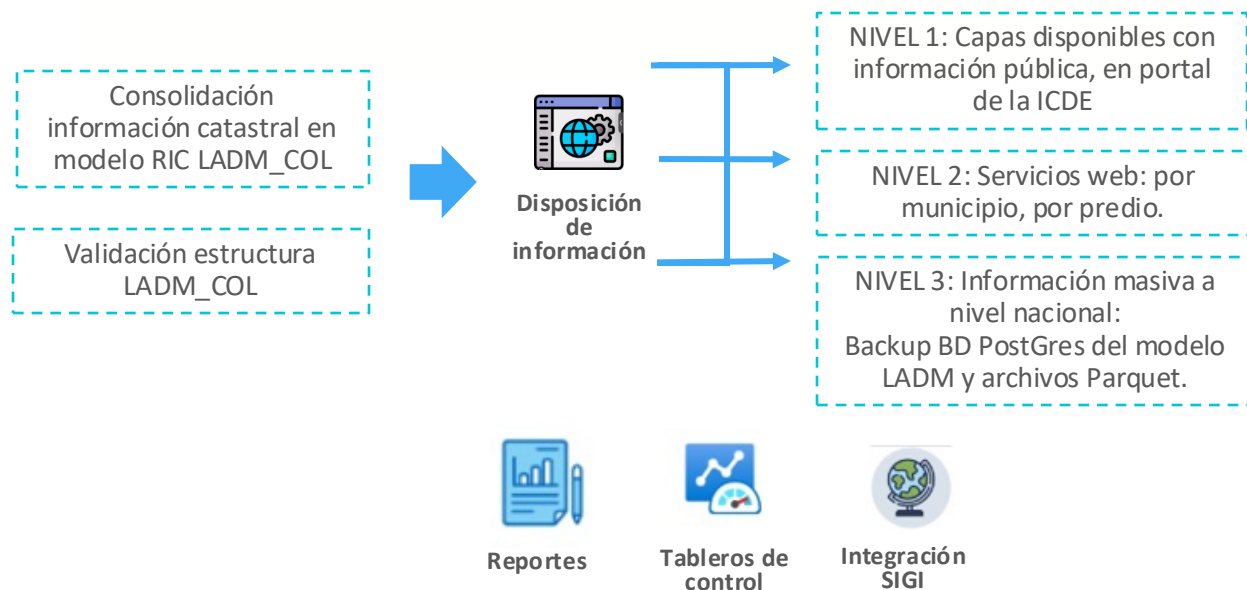 Consolidación
información catastral en
modelo RIC LADM_COL
Validación estructura
LADM_COL
Disposición
de
información
NIVEL 1: Capas disponibles con
información pública, en portal
de la ICDE
NIVEL 2: Servicios web: por
municipio, por predio.
NIVEL 3: Información masiva a
nivel nacional:
Backup BD PostGres del modelo
LADM y archivos Parquet.
Reportes
Tableros de
control
Integración
SIGI